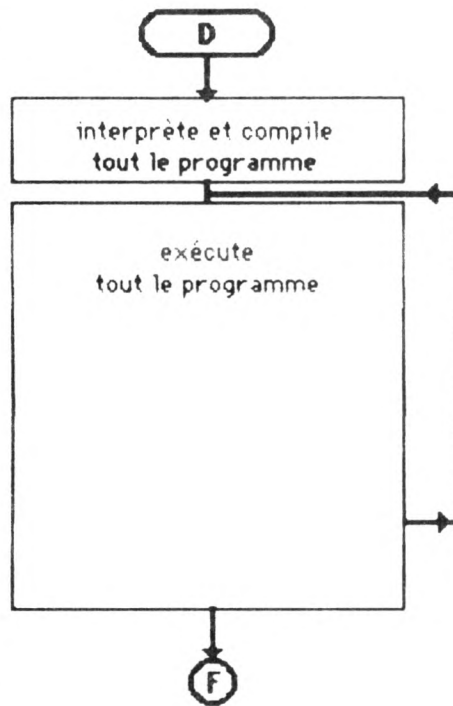 D
interprète et compile
tout le programme
exécute
tout le programme
F